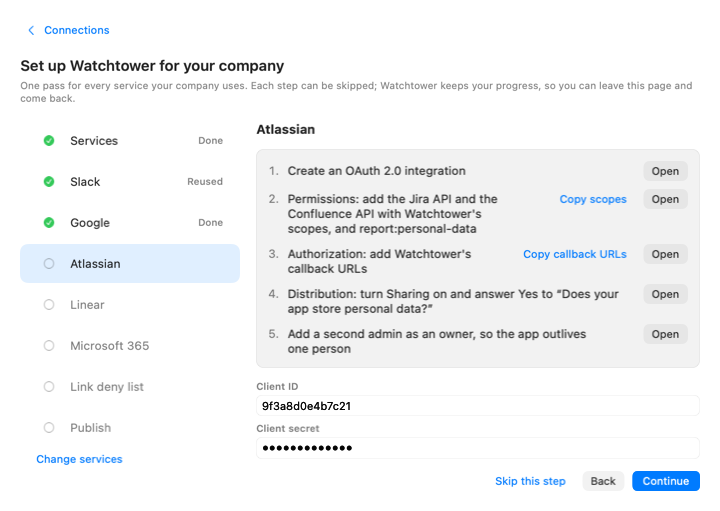 Connections
Set up Watchtower for your company
One pass for every service your company uses. Each step can be skipped; Watchtower keeps your progress, so you can leave this page and
come back.
Services Done
Slack Reused
Google Done
Atlassian
Linear
Microsoft 365
Link deny list
Publish
Change services
Atlassian
1. Create an OAuth 2.0 integration Open
2. Permissions: add the Jira API and the Copy scopes Open
Confluence API with Watchtower's
scopes, and report:personal-data
3. Authorization: add Watchtower's Copy callback URLs Open
callback URLs
4. Distribution: turn Sharing on and answer Yes to “Does your Open
app store personal data?”
5. Add a second admin as an owner, so the app outlives Open
one person
Client ID
9f3a8d0e4b7c21
Client secret
•••••••••••••
Skip this step Back Continue